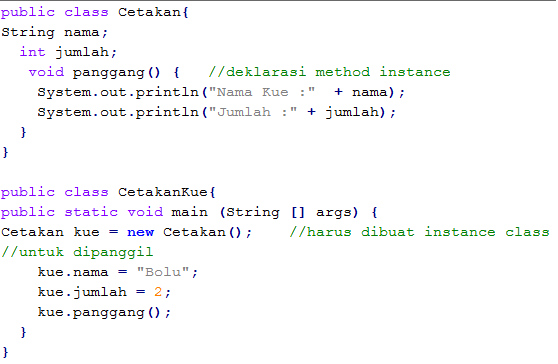 public class Cetakan{
String nama;
  int jumlah;
   void panggang() {   //deklarasi method instance
    System.out.println("Nama Kue :"  + nama);
    System.out.println("Jumlah :" + jumlah);
  }
}

public class CetakanKue{
public static void main (String [] args) {
Cetakan kue = new Cetakan();    //harus dibuat instance class
//untuk dipanggil
    kue.nama = "Bolu";
    kue.jumlah = 2;
    kue.panggang();
  }
}